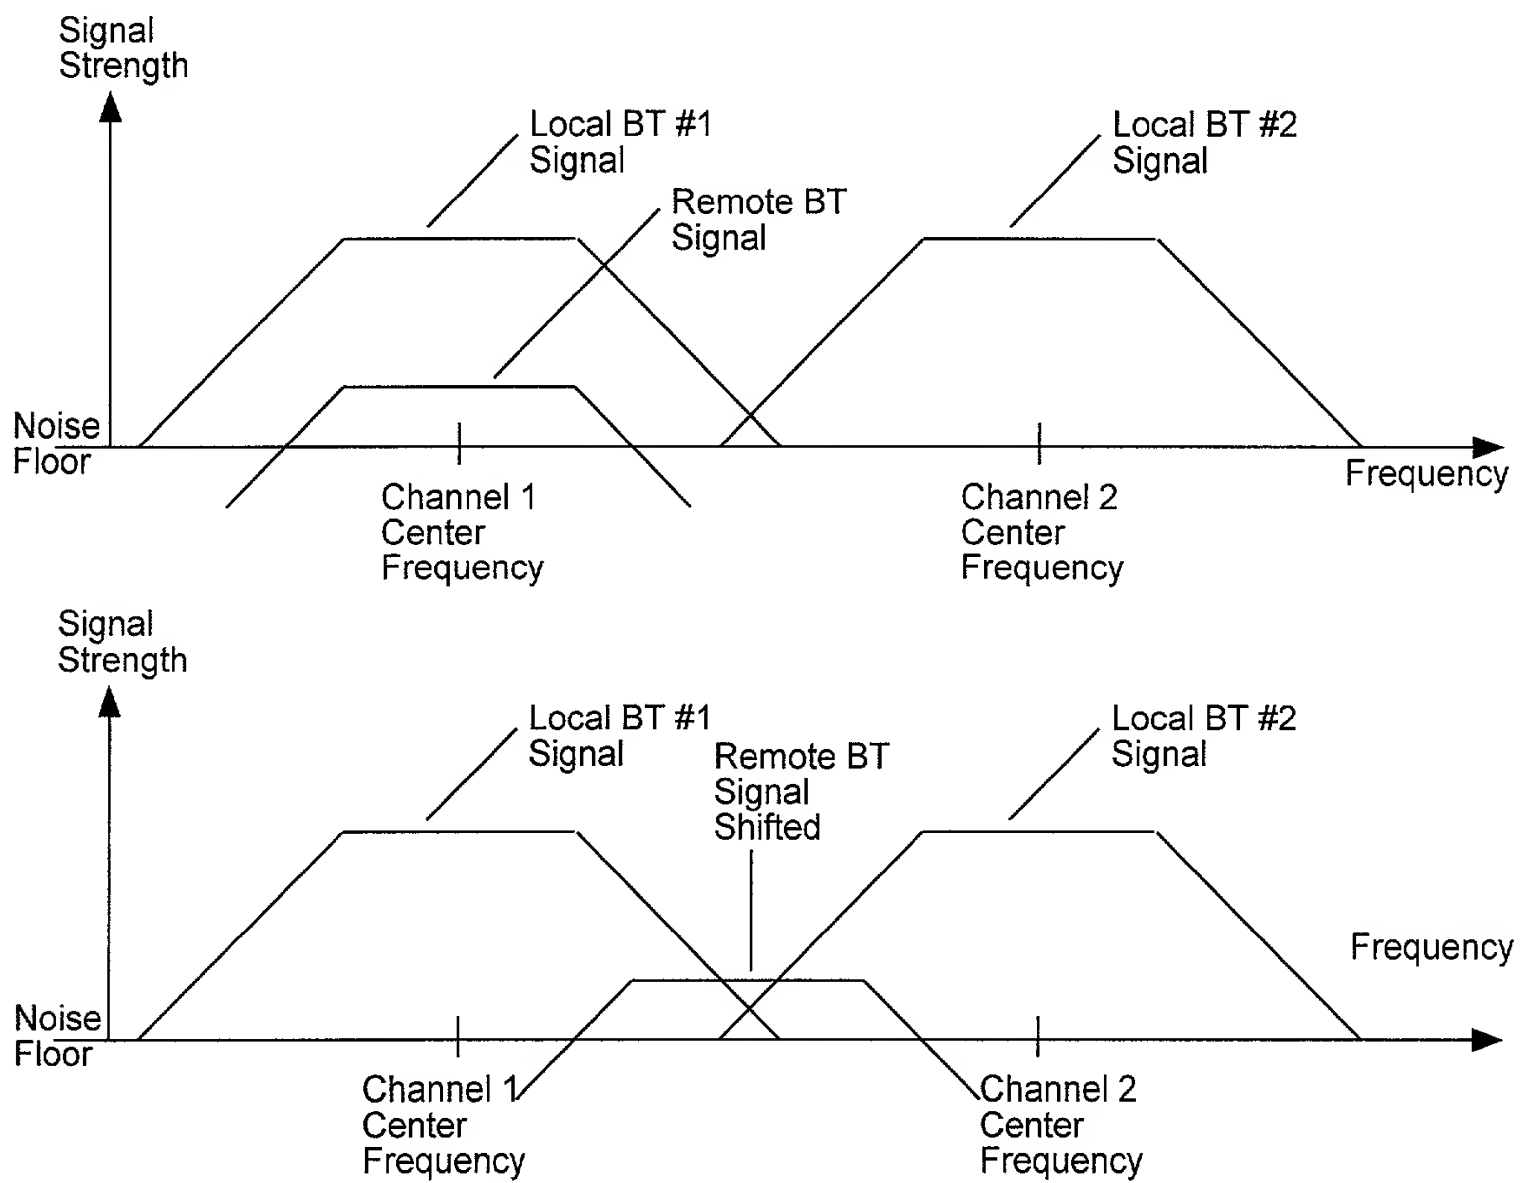 Signal
Strength
Local BT #1
Signal
Local BT #2
Signal
Remote BT
Signal
Noise
Floor
Frequency
Channel 1
Center
Frequency
Channel 2
Center
Frequency
Signal
Strength
Local BT #1
Signal
Remote BT
Signal
Shifted
Local BT #2
Signal
Frequency
Noise
Floor
Channel 1
Center
Frequency
Channel 2
Center
Frequency